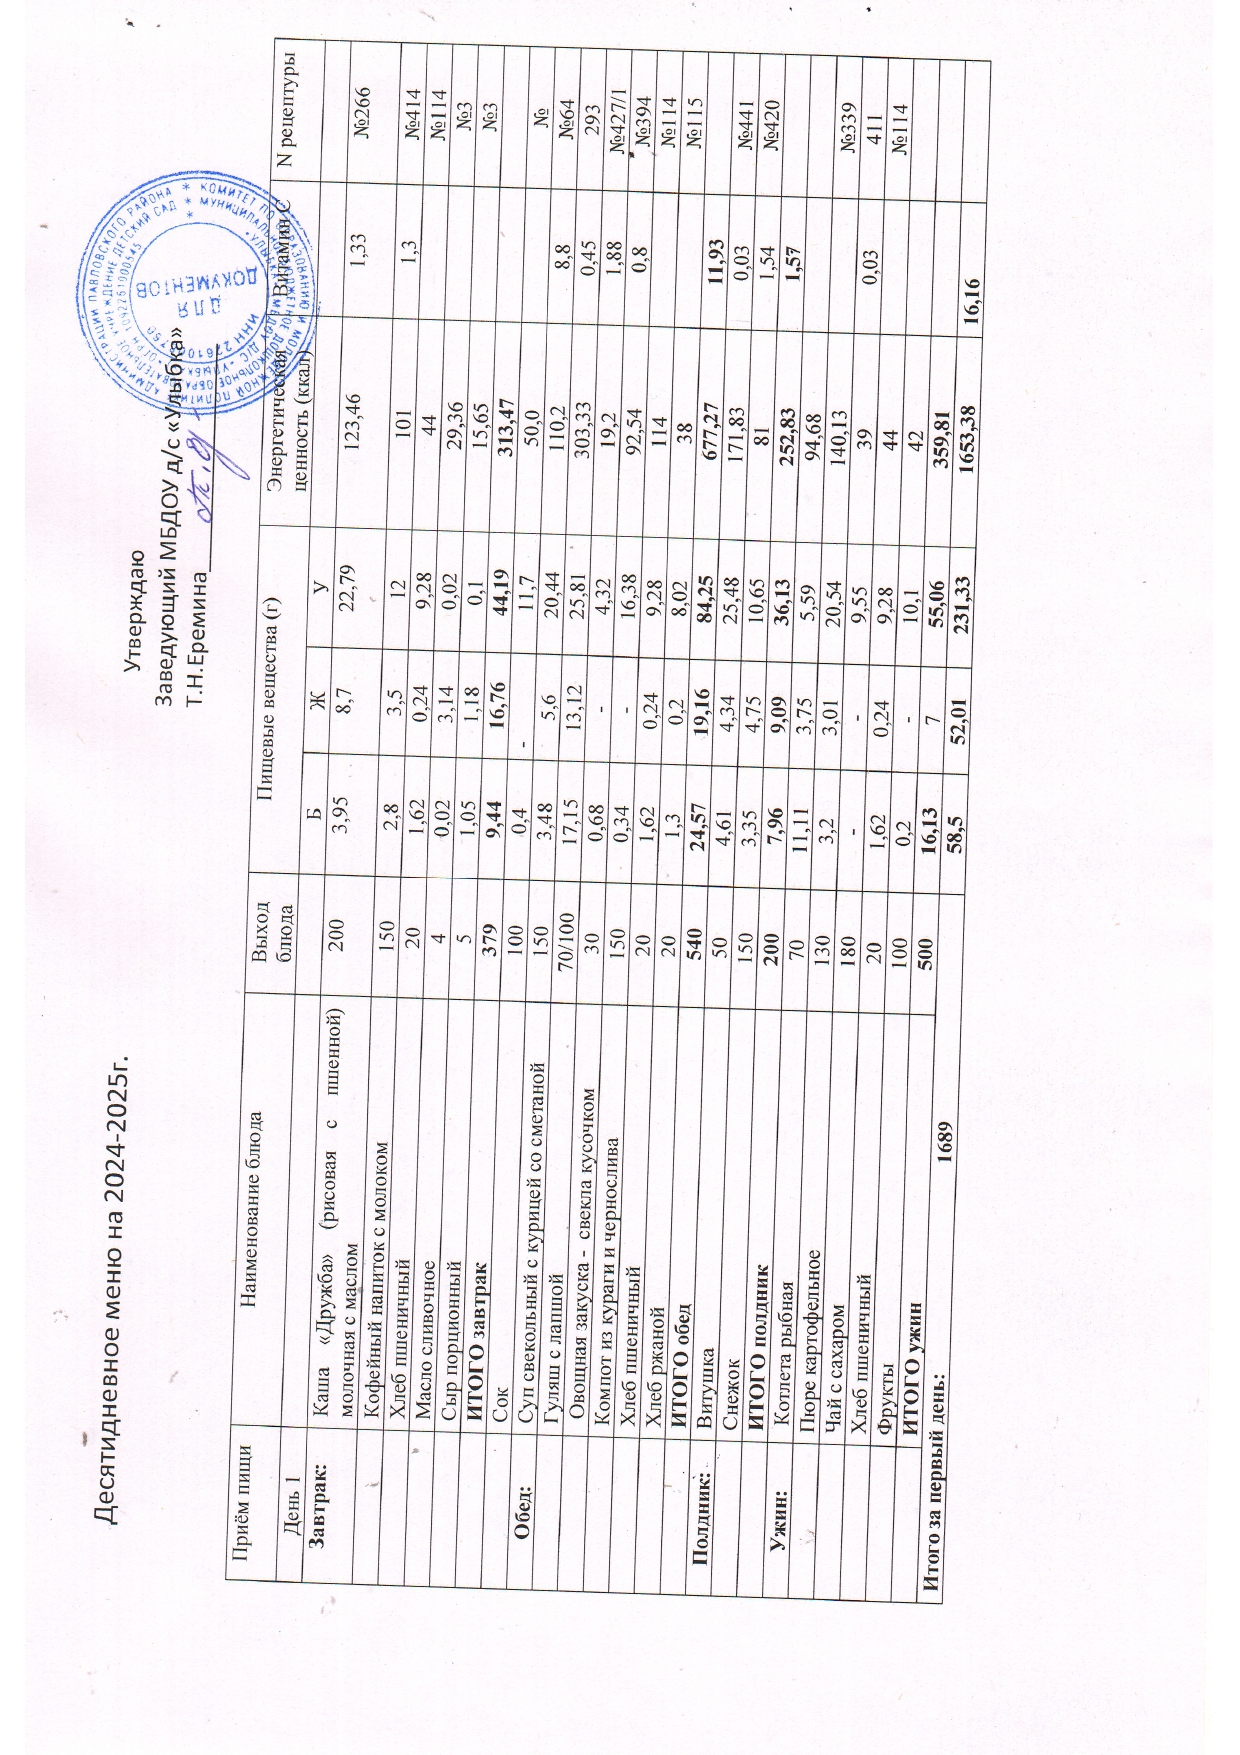 Десятидневное меню на 2024-2025г.
Утверждаю
Заведующий МБДОУ д/с «Улыбка»
Т.Н.Еремина
ДЛЯ
ДОКУМЕНТОВ
Приём пищи Наименование блюда Выход блюда Пищевые вещества (г) Энергетическая ценность (ккал) Витамин С N рецептуры
День 1 Б Ж У
Завтрак: Каша «Дружба» (рисовая с пшенной) 200 3,95 8,7 22,79 123,46 1,33 №266
молочная с маслом
Кофейный напиток с молоком 150 2,8 3,5 12 101 1,3 №414
Хлеб пшеничный 20 1,62 0,24 9,28 44 №114
Масло сливочное 4 0,02 3,14 0,02 29,36 №3
Сыр порционный 5 1,05 1,18 0,1 15,65 №3
ИТОГО завтрак 379 9,44 16,76 44,19 313,47
Сок 100 0,4 - 11,7 50,0 №
Обед: Суп свекольный с курицей со сметаной 150 3,48 5,6 20,44 110,2 8,8 №64
Гуляш с лапшой 70/100 17,15 13,12 25,81 303,33 0,45 293
Овощная закуска - свекла кусочком 30 0,68 - 4,32 19,2 1,88 №427/1
Компот из кураги и чернослива 150 0,34 - 16,38 92,54 0,8 №394
Хлеб пшеничный 20 1,62 0,24 9,28 114 №114
Хлеб ржаной 20 1,3 0,2 8,02 38 №115
ИТОГО обед 540 24,57 19,16 84,25 677,27 11,93
Полдник: Витушка 50 4,61 4,34 25,48 171,83 0,03 №441
Снежок 150 3,35 4,75 10,65 81 1,54 №420
ИТОГО полдник 200 7,96 9,09 36,13 252,83 1,57
Ужин: Котлета рыбная 70 11,11 3,75 5,59 94,68
Пюре картофельное 130 3,2 3,01 20,54 140,13 №339
Чай с сахаром 180 - - 9,55 39 0,03 411
Хлеб пшеничный 20 1,62 0,24 9,28 44 №114
Фрукты 100 0,2 - 10,1 42
ИТОГО ужин 500 16,13 7 55,06 359,81
Итого за первый день: 1689 58,5 52,01 231,33 1653,38 16,16